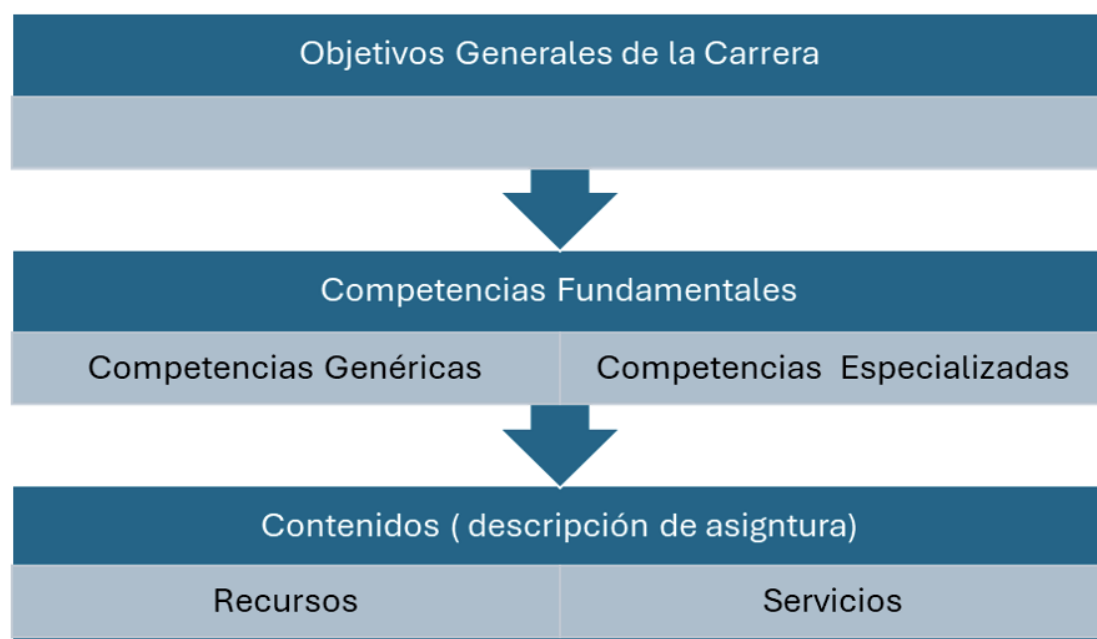 Objetivos Generales de la Carrera
Competencias Fundamentales
Competencias Genéricas
Competencias Especializadas
Contenidos ( descripción de asigntura)
Recursos
Servicios